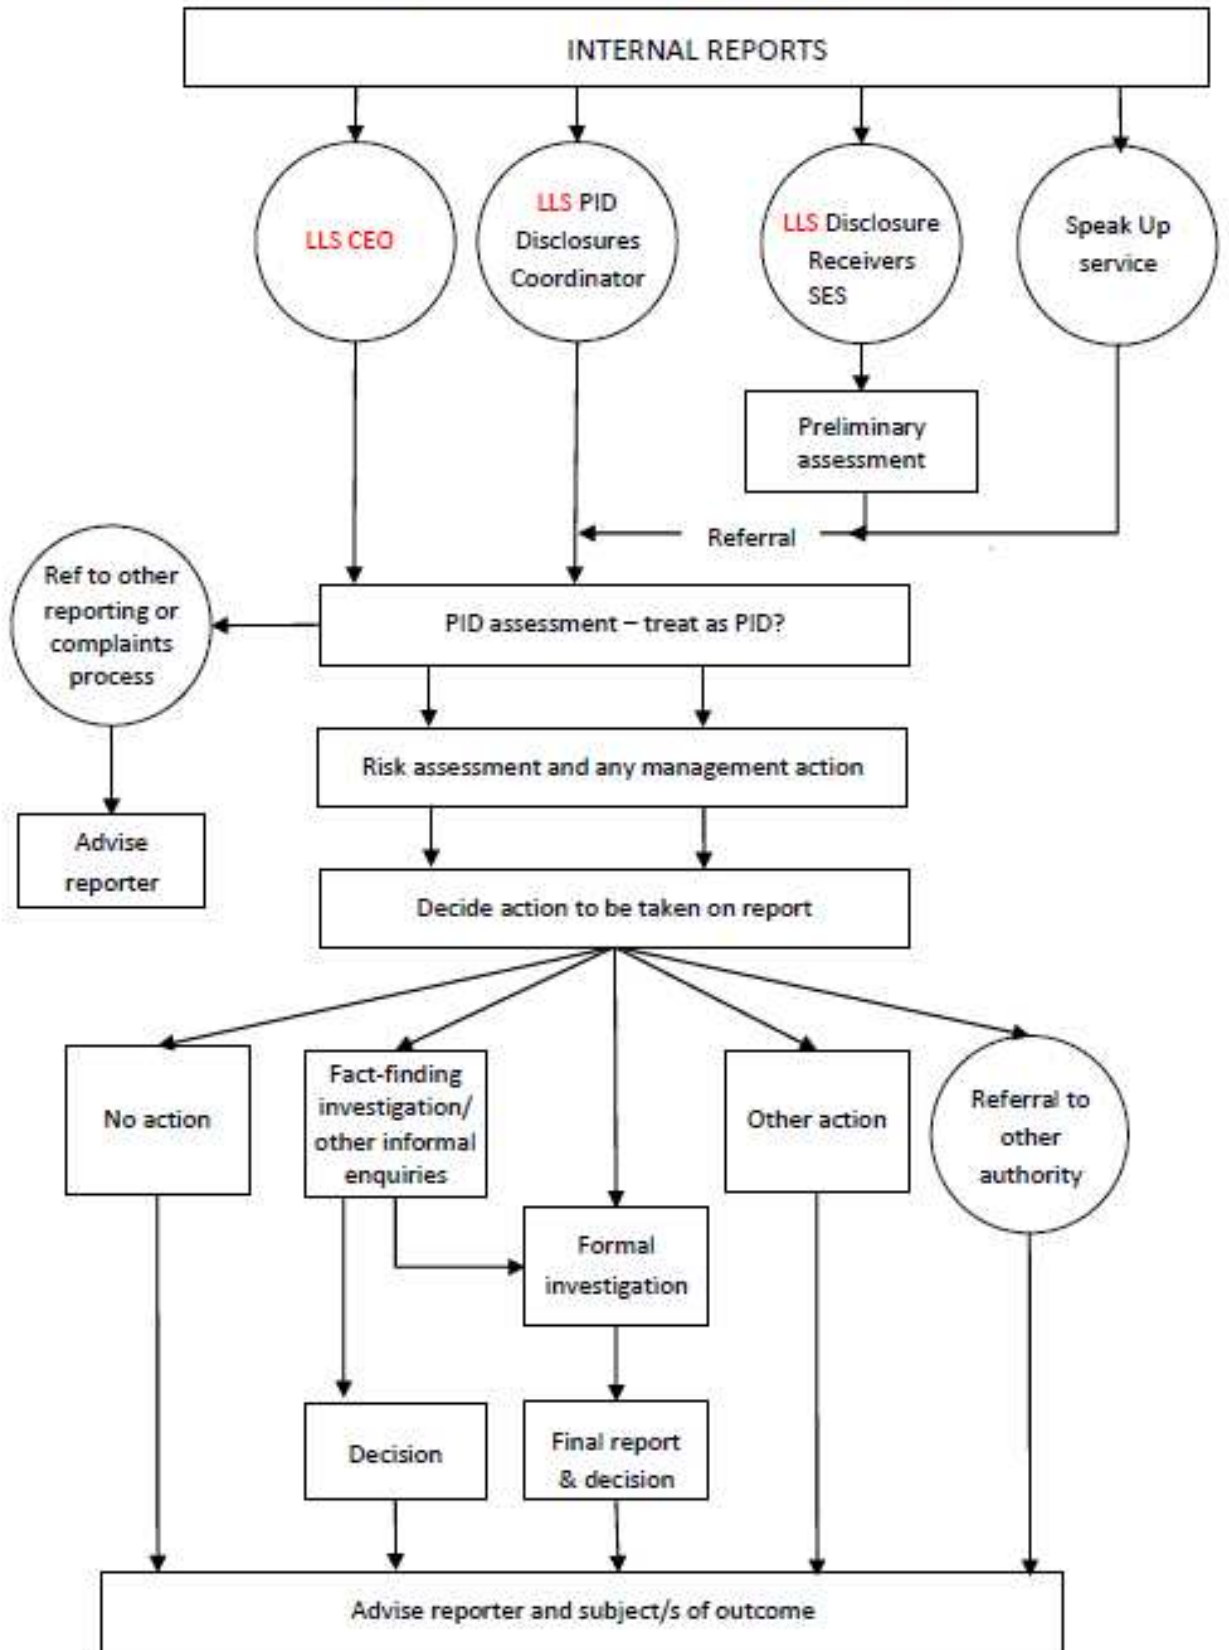 INTERNAL REPORTS
LLS CEO
LLS PID
Disclosures
Coordinator
LLS Disclosure
Receivers
SES
Speak Up
service
Preliminary
assessment
Referral
Ref to other
reporting or
complaints
process
PID assessment – treat as PID?
Risk assessment and any management action
Advise
reporter
Decide action to be taken on report
No action
Fact-finding
investigation/
other informal
enquiries
Other action
Referral to
other
authority
Formal
investigation
Decision
Final report
& decision
Advise reporter and subject/s of outcome